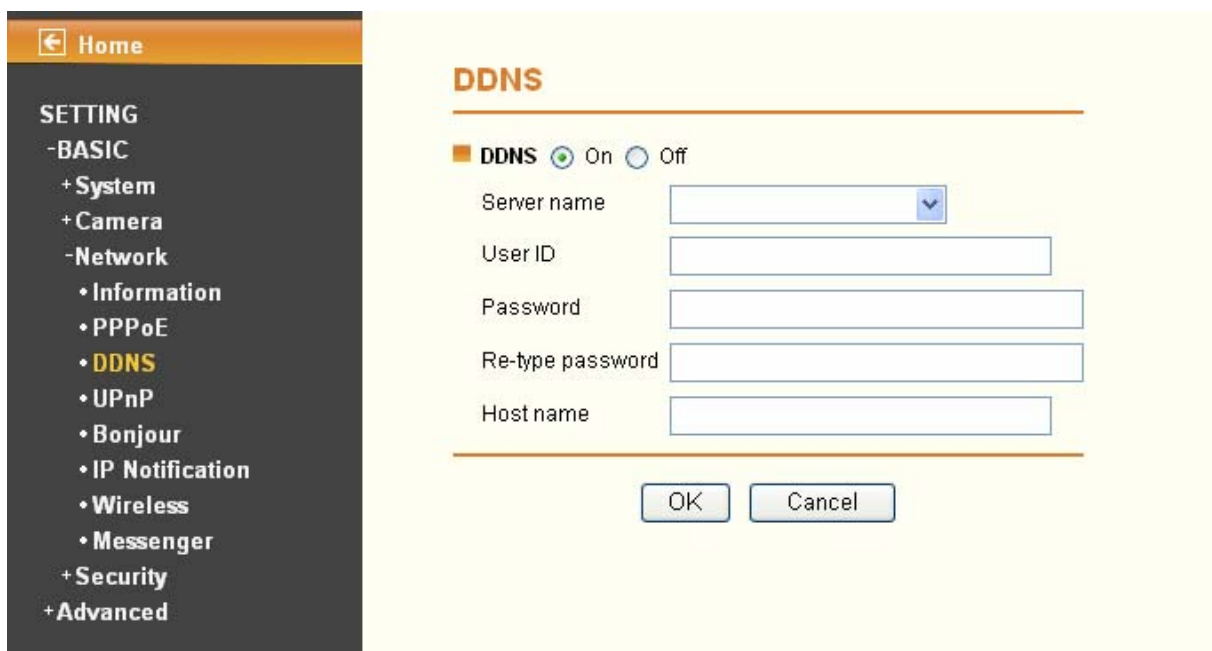 Home
SETTING
-BASIC
+System
+Camera
-Network
•Information
•PPPoE
•DDNS
•UPnP
•Bonjour
•IP Notification
•Wireless
•Messenger
+Security
+Advanced
DDNS
DDNS On Off
Server name
User ID
Password
Re-type password
Host name
OK Cancel